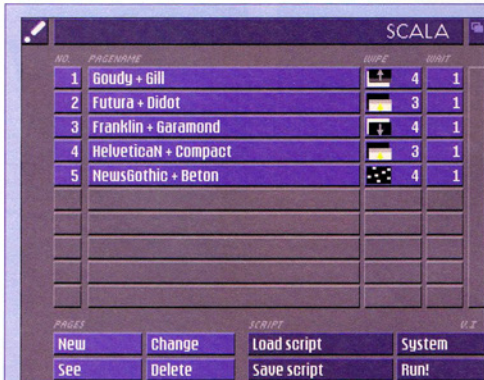 SCALA
NO. PAGENAME WIPE WAIT
1 Goudy + Gill 4 1
2 Futura + Didot 3 1
3 Franklin + Garamond 4 1
4 HelveticaN + Compact 3 1
5 NewsGothic + Beton 4 1
PAGES SCRIPT V.I
New Change Load script System
See Delete Save script Run!